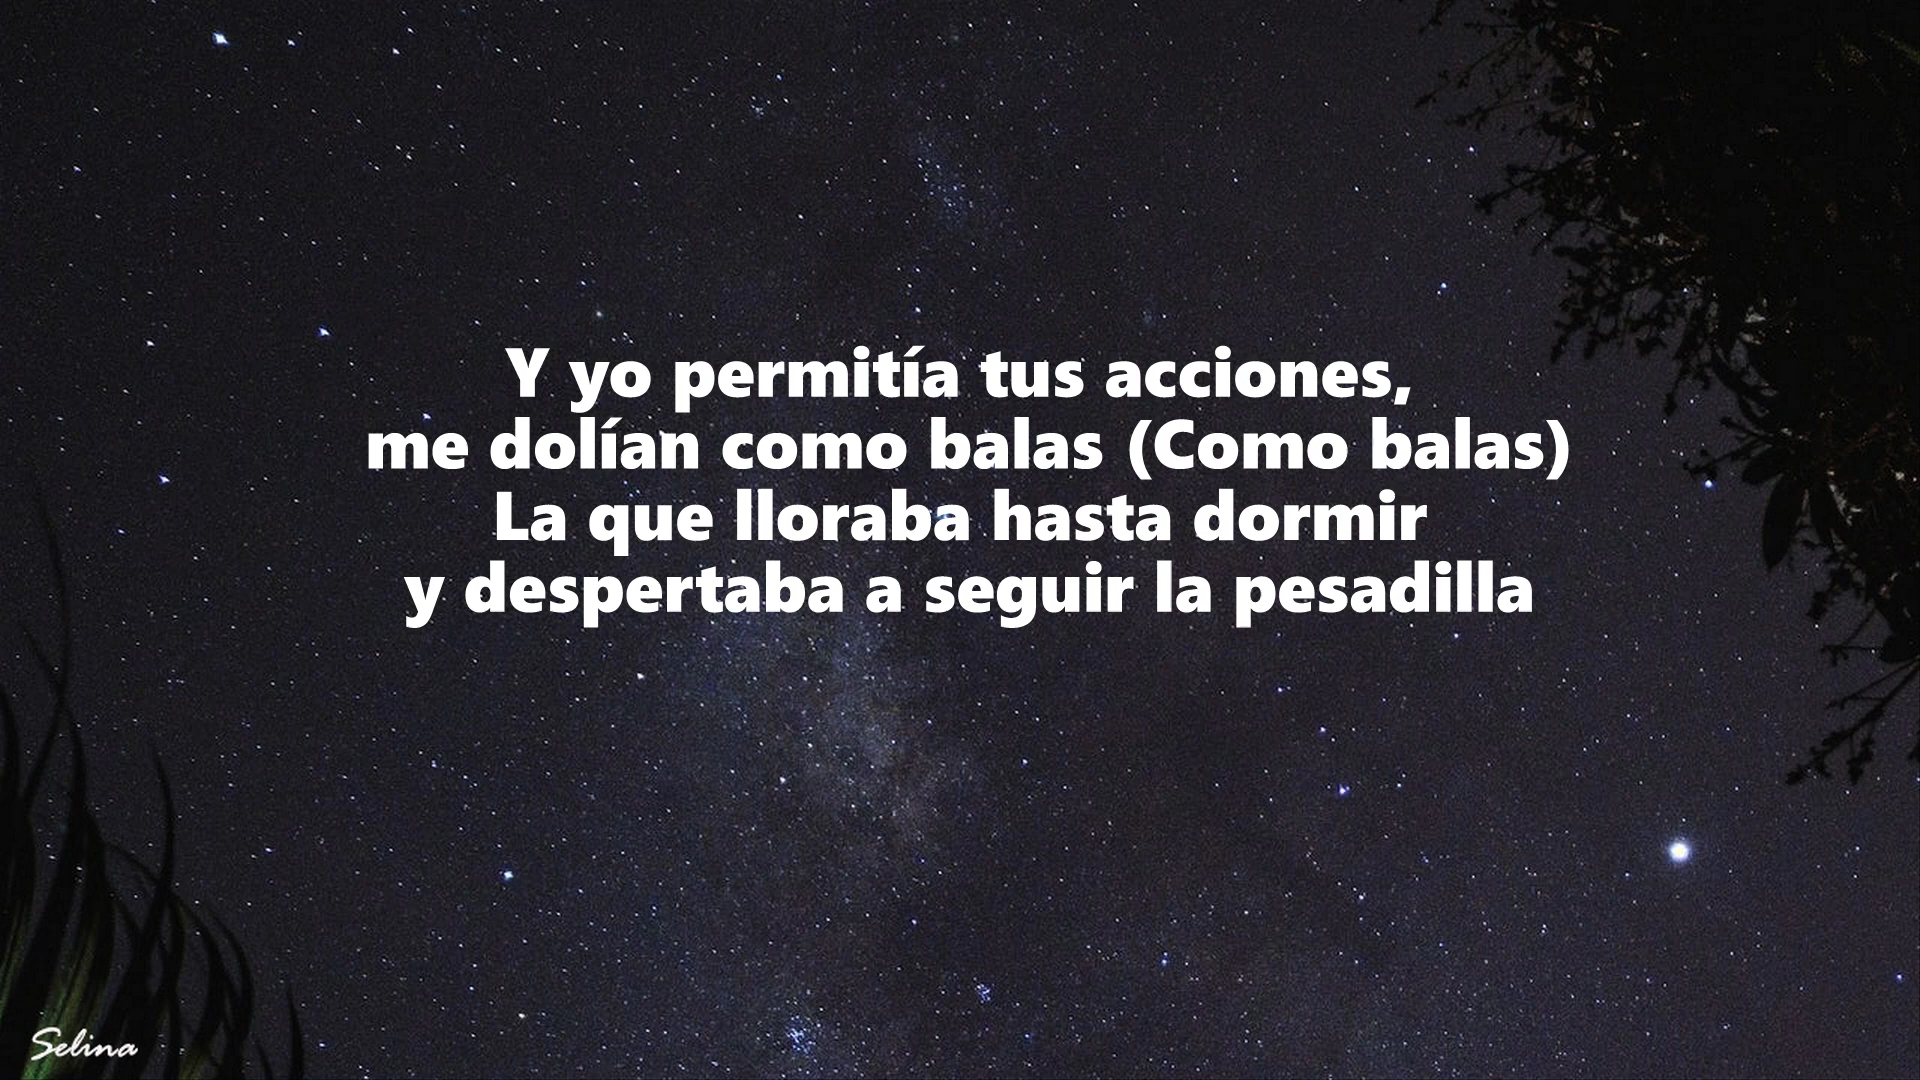 Y yo permitía tus acciones,
me dolían como balas (Como balas)
La que lloraba hasta dormir
y despertaba a seguir la pesadilla
Selina